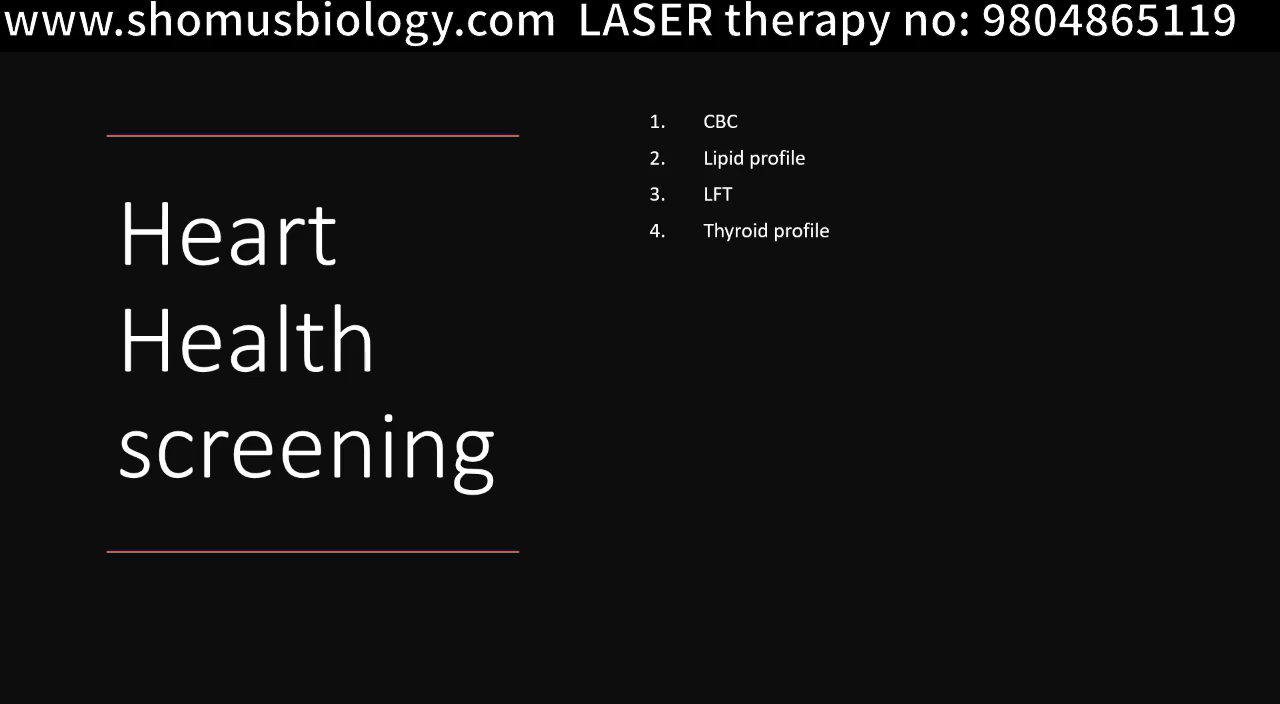 www.shomusbiology.com LASER therapy no: 9804865119
Heart
Health
screening
1. CBC
2. Lipid profile
3. LFT
4. Thyroid profile